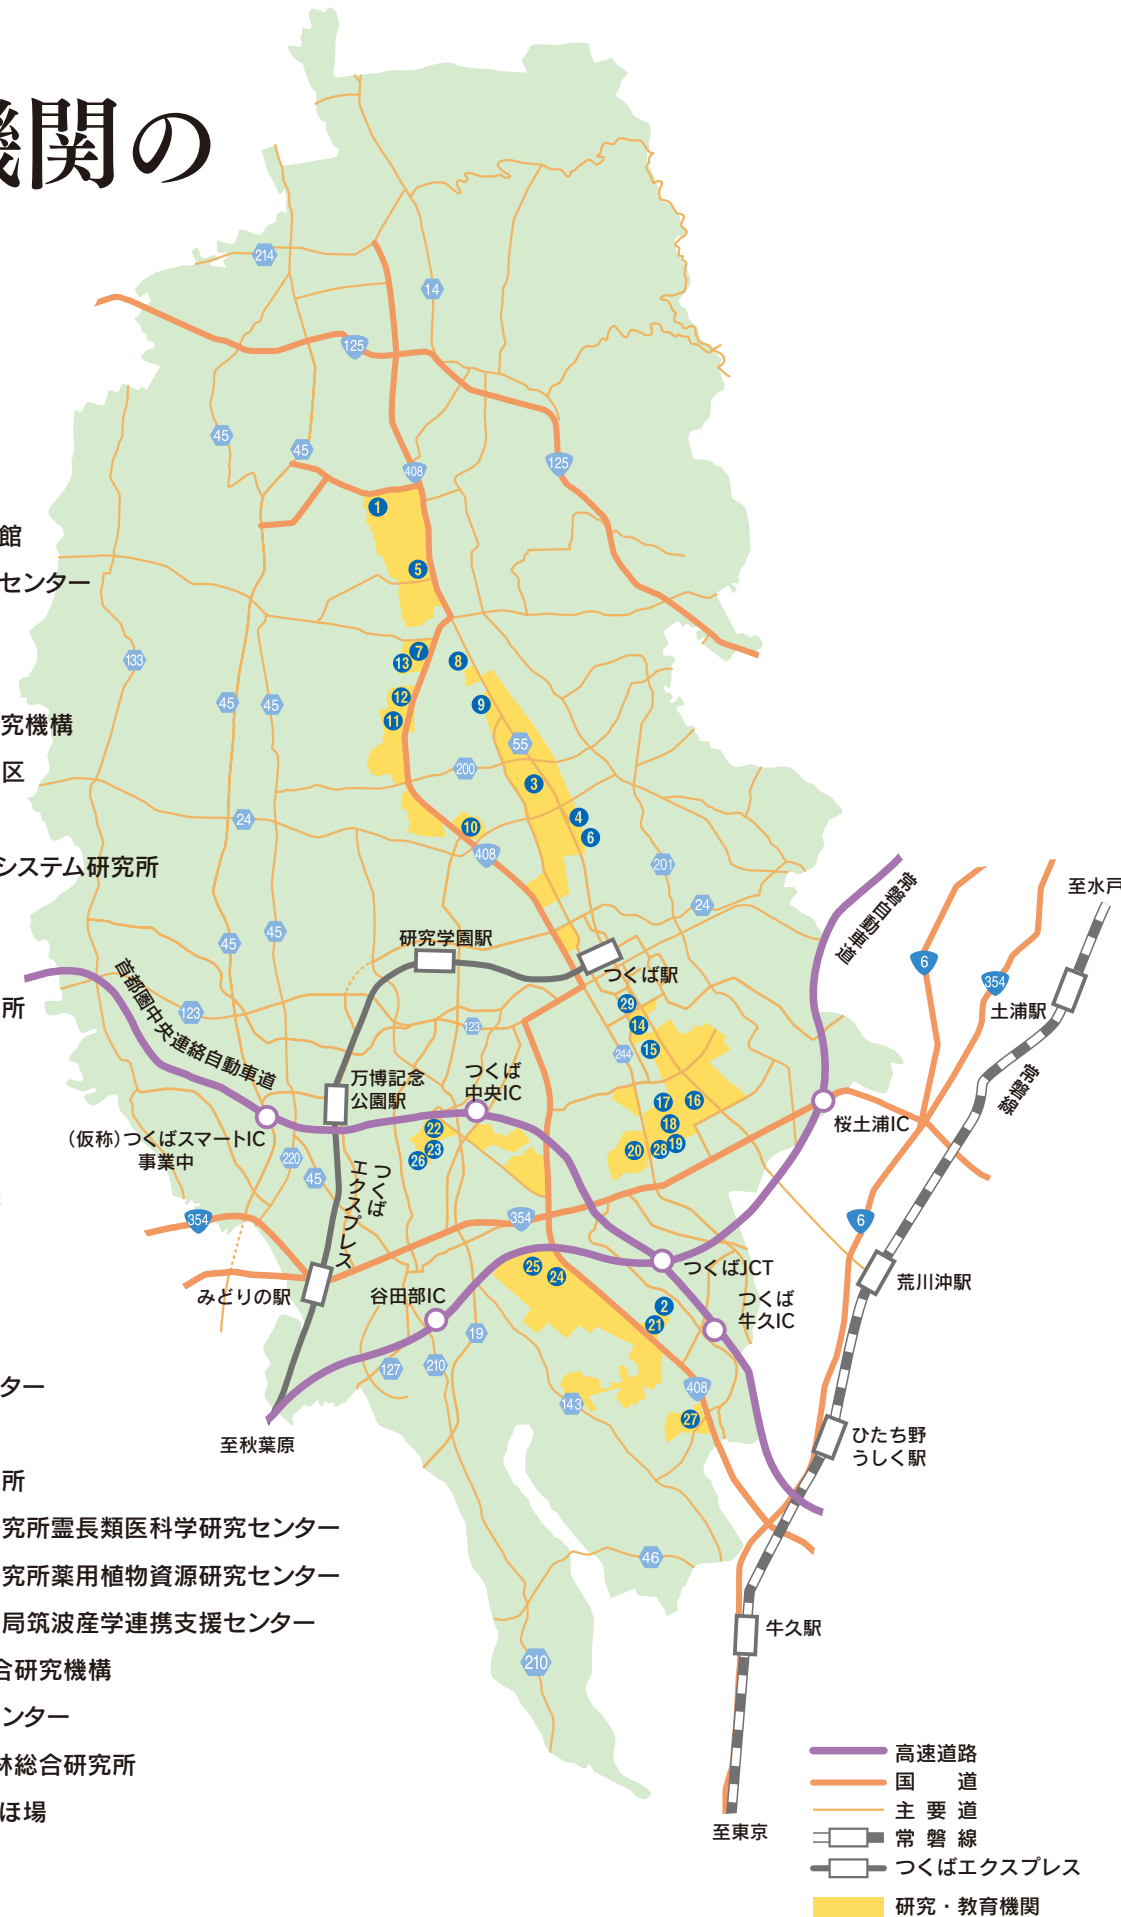 機関の
214
14
125
45
45
408
125
1
館
5
センター
7
13
8
133
12
45
45
9
11
究機構
55
区
200
3
24
4
10
6
408
システム研究所
201
至水戸
24
常磐自動車道
45
45
研究学園駅
6
つくば駅
354
首都圏中央連絡自動車道
29
土浦駅
所
123
14
123
244
15
常磐線
つくば
中央IC
万博記念
公園駅
17
16
桜土浦IC
18
(仮称)つくばスマートIC
事業中
22
23
26
20
28
19
220
45
つくば
エクスプレス
354
354
6
25
24
つくばJCT
荒川沖駅
みどりの駅
谷田部IC
2
21
つくば
牛久IC
19
127
210
ター
408
143
27
至秋葉原
ひたち野
うしく駅
所
究所霊長類医科学研究センター
46
究所薬用植物資源研究センター
局筑波産学連携支援センター
牛久駅
合研究機構
210
ンター
林総合研究所
ほ場
至東京
高速道路
国　道
主要道
常磐線
つくばエクスプレス
研究・教育機関